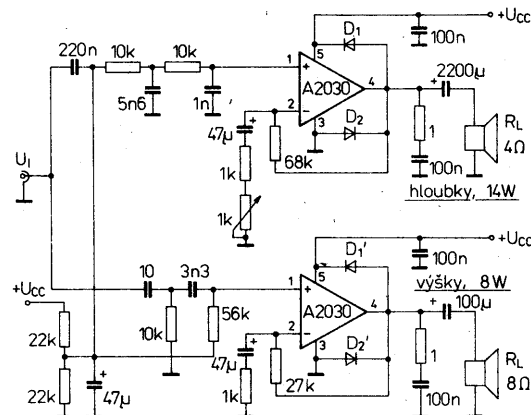 +Ucc
220n
10k
10k
5n6
1n
1
5
+
A2030
4
−
2
3
D1
D2
100n
+
2200µ
1
100n
RL
4Ω
hloubky, 14W
+
47µ
68k
1k
1k
UI
+Ucc
10
3n3
10k
56k
22k
22k
+
47µ
1
5
+
A2030
4
−
2
3
D1'
D2'
100n
+Ucc
výšky, 8W
+
100µ
1
100n
RL
8Ω
+
47µ
27k
1k